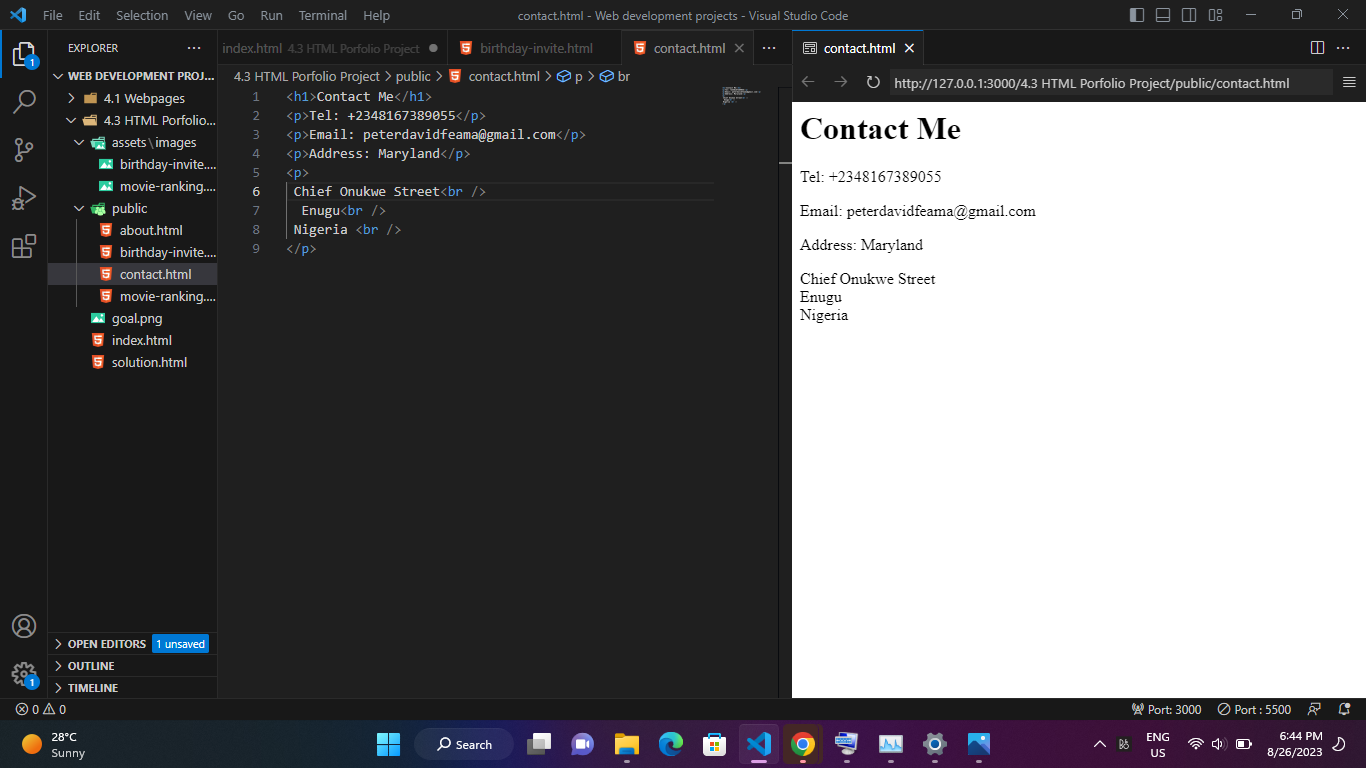 File Edit Selection View Go Run Terminal Help contact.html - Web development projects - Visual Studio Code
EXPLORER
WEB DEVELOPMENT PROJ...
4.1 Webpages
4.3 HTML Porfolio...
assets\images
birthday-invite....
movie-ranking....
public
about.html
birthday-invite....
contact.html
movie-ranking....
goal.png
index.html
solution.html
OPEN EDITORS 1 unsaved
OUTLINE
TIMELINE
1
1
index.html 4.3 HTML Porfolio Project birthday-invite.html contact.html
4.3 HTML Porfolio Project > public > contact.html > p > br
1 <h1>Contact Me</h1>
2 <p>Tel: +2348167389055</p>
3 <p>Email: peterdavidfeama@gmail.com</p>
4 <p>Address: Maryland</p>
5 <p>
6 Chief Onukwe Street<br />
7 Enugu<br />
8 Nigeria <br />
9 </p>
contact.html
http://127.0.0.1:3000/4.3 HTML Porfolio Project/public/contact.html
Contact Me
Tel: +2348167389055
Email: peterdavidfeama@gmail.com
Address: Maryland
Chief Onukwe Street
Enugu
Nigeria
0 0 Port: 3000 Port : 5500
28°C
Sunny
Search
ENG
US
6:44 PM
8/26/2023